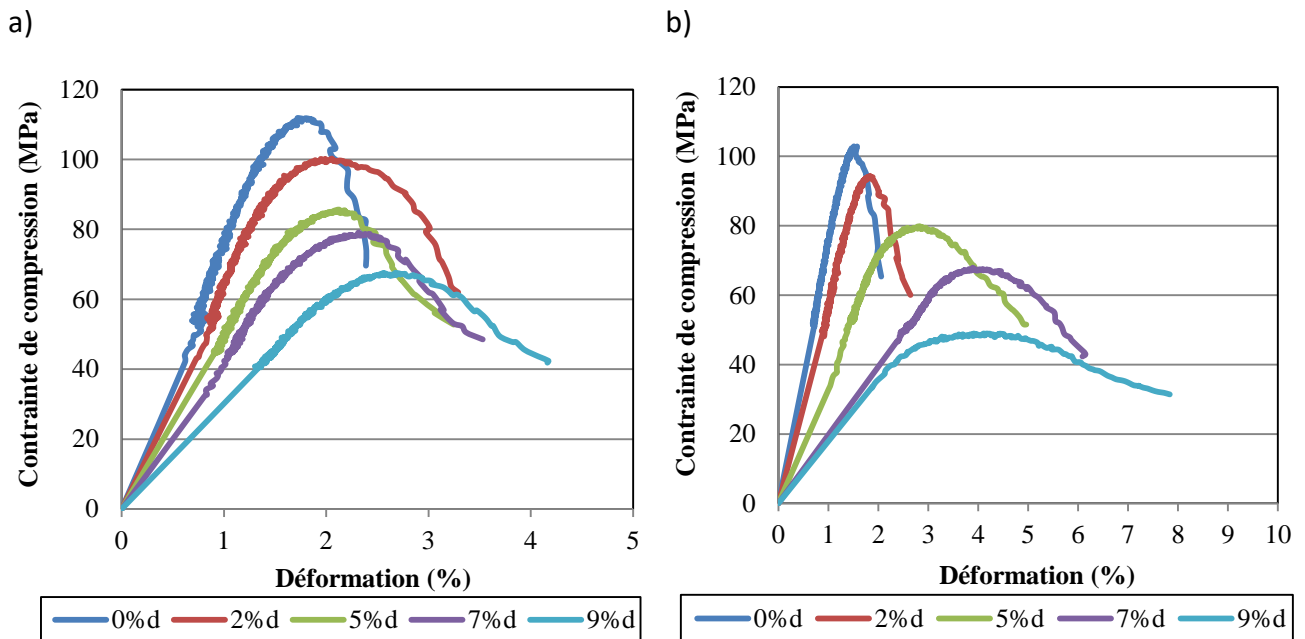 a)
Contrainte de compression (MPa)
120
100
80
60
40
20
0
0 1 2 3 4 5
Déformation (%)
0%d 2%d 5%d 7%d 9%d
b)
Contrainte de compression (MPa)
120
100
80
60
40
20
0
0 1 2 3 4 5 6 7 8 9 10
Déformation (%)
0%d 2%d 5%d 7%d 9%d